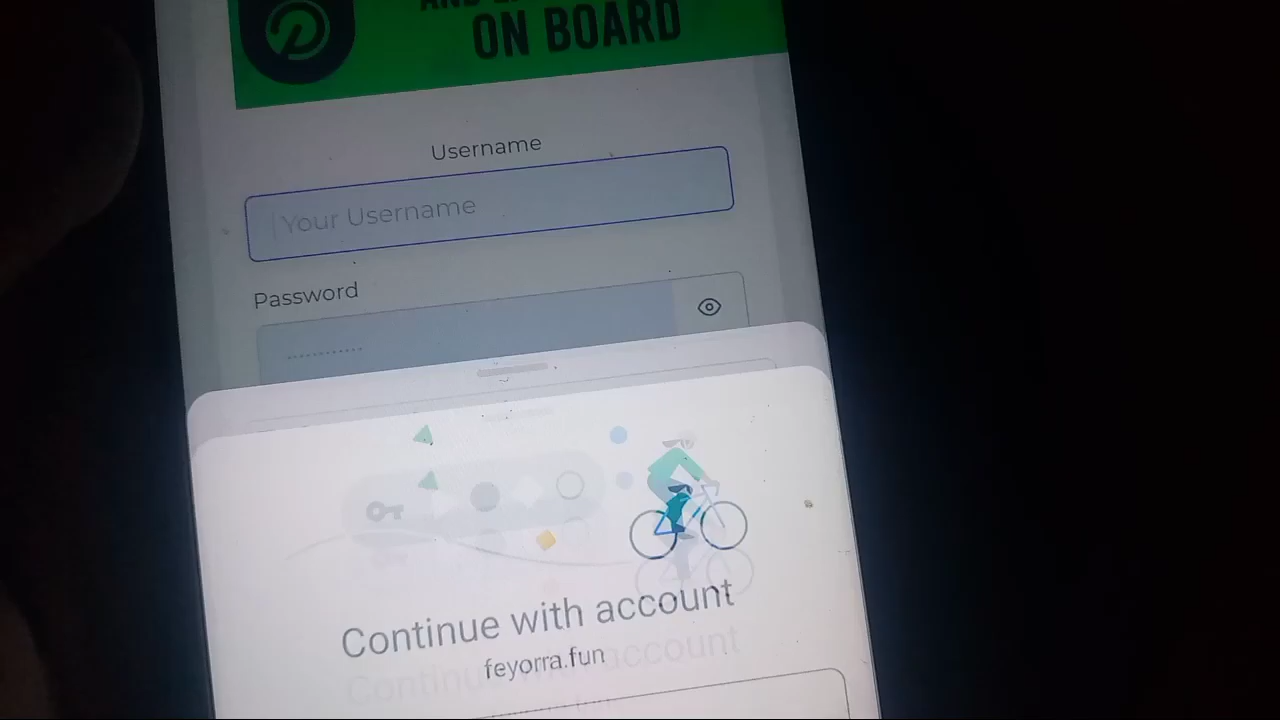 ON BOARD
Username
Your Username
Password
Continue with account
feyorra.fun